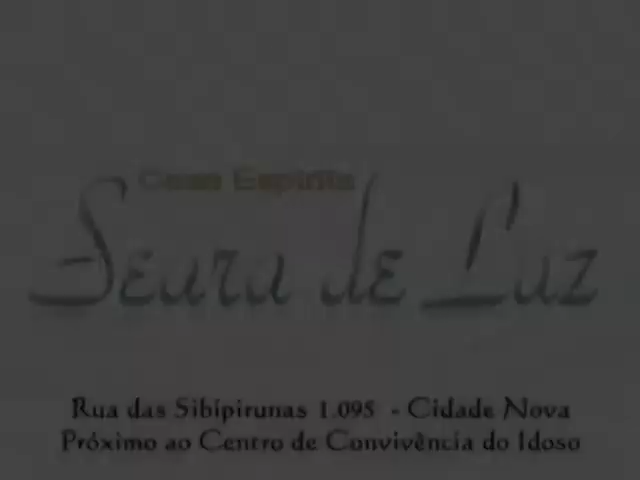 Casa Espírita
Seara de Luz
Rua das Sibipirunas 1.095 - Cidade Nova
Próximo ao Centro de Convivência do Idoso